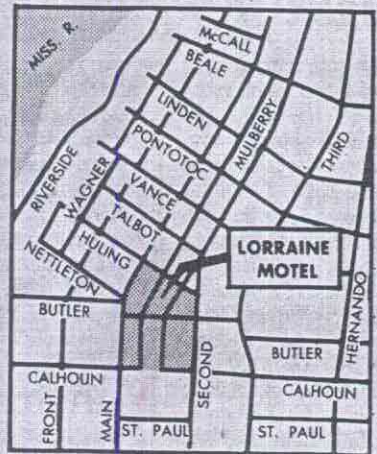 MISS. R.
McCALL
BEALE
LINDEN
MULBERRY
PONTOTOC
THIRD
RIVERSIDE
WAGNER
VANCE
TALBOT
HULING
NETTLETON
LORRAINE
MOTEL
BUTLER
SECOND
BUTLER
HERNANDO
CALHOUN
CALHOUN
FRONT
MAIN
ST. PAUL
ST. PAUL